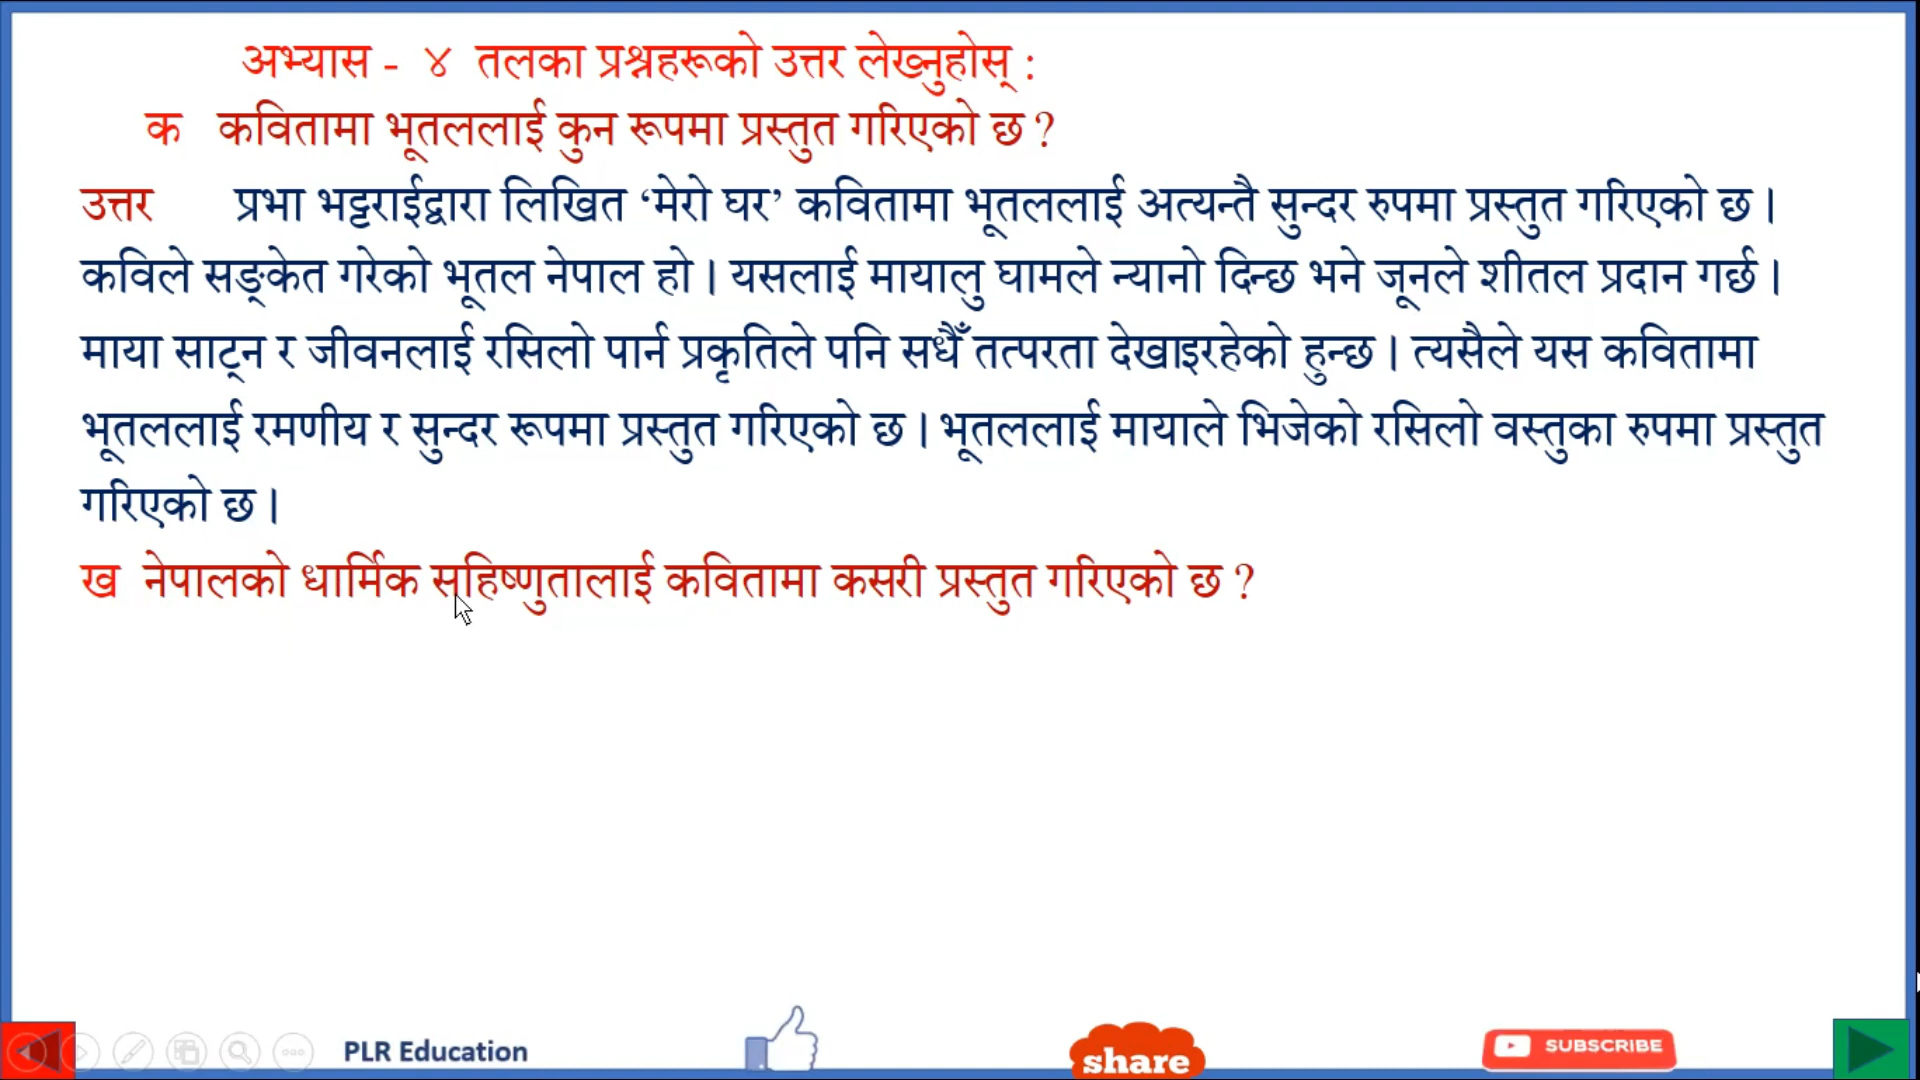 अभ्यास - ४ तलका प्रश्नहरूको उत्तर लेख्नुहोस् :
क कवितामा भूतललाई कुन रूपमा प्रस्तुत गरिएको छ ?
उत्तर प्रभा भट्टराईद्वारा लिखित ‘मेरो घर’ कवितामा भूतललाई अत्यन्तै सुन्दर रुपमा प्रस्तुत गरिएको छ ।
कविले सङ्केत गरेको भूतल नेपाल हो । यसलाई मायालु घामले न्यानो दिन्छ भने जूनले शीतल प्रदान गर्छ ।
माया साट्न र जीवनलाई रसिलो पार्न प्रकृतिले पनि सधैँ तत्परता देखाइरहेको हुन्छ । त्यसैले यस कवितामा
भूतललाई रमणीय र सुन्दर रूपमा प्रस्तुत गरिएको छ । भूतललाई मायाले भिजेको रसिलो वस्तुका रुपमा प्रस्तुत
गरिएको छ ।
ख नेपालको धार्मिक सहिष्णुतालाई कवितामा कसरी प्रस्तुत गरिएको छ ?
PLR Education
share
SUBSCRIBE